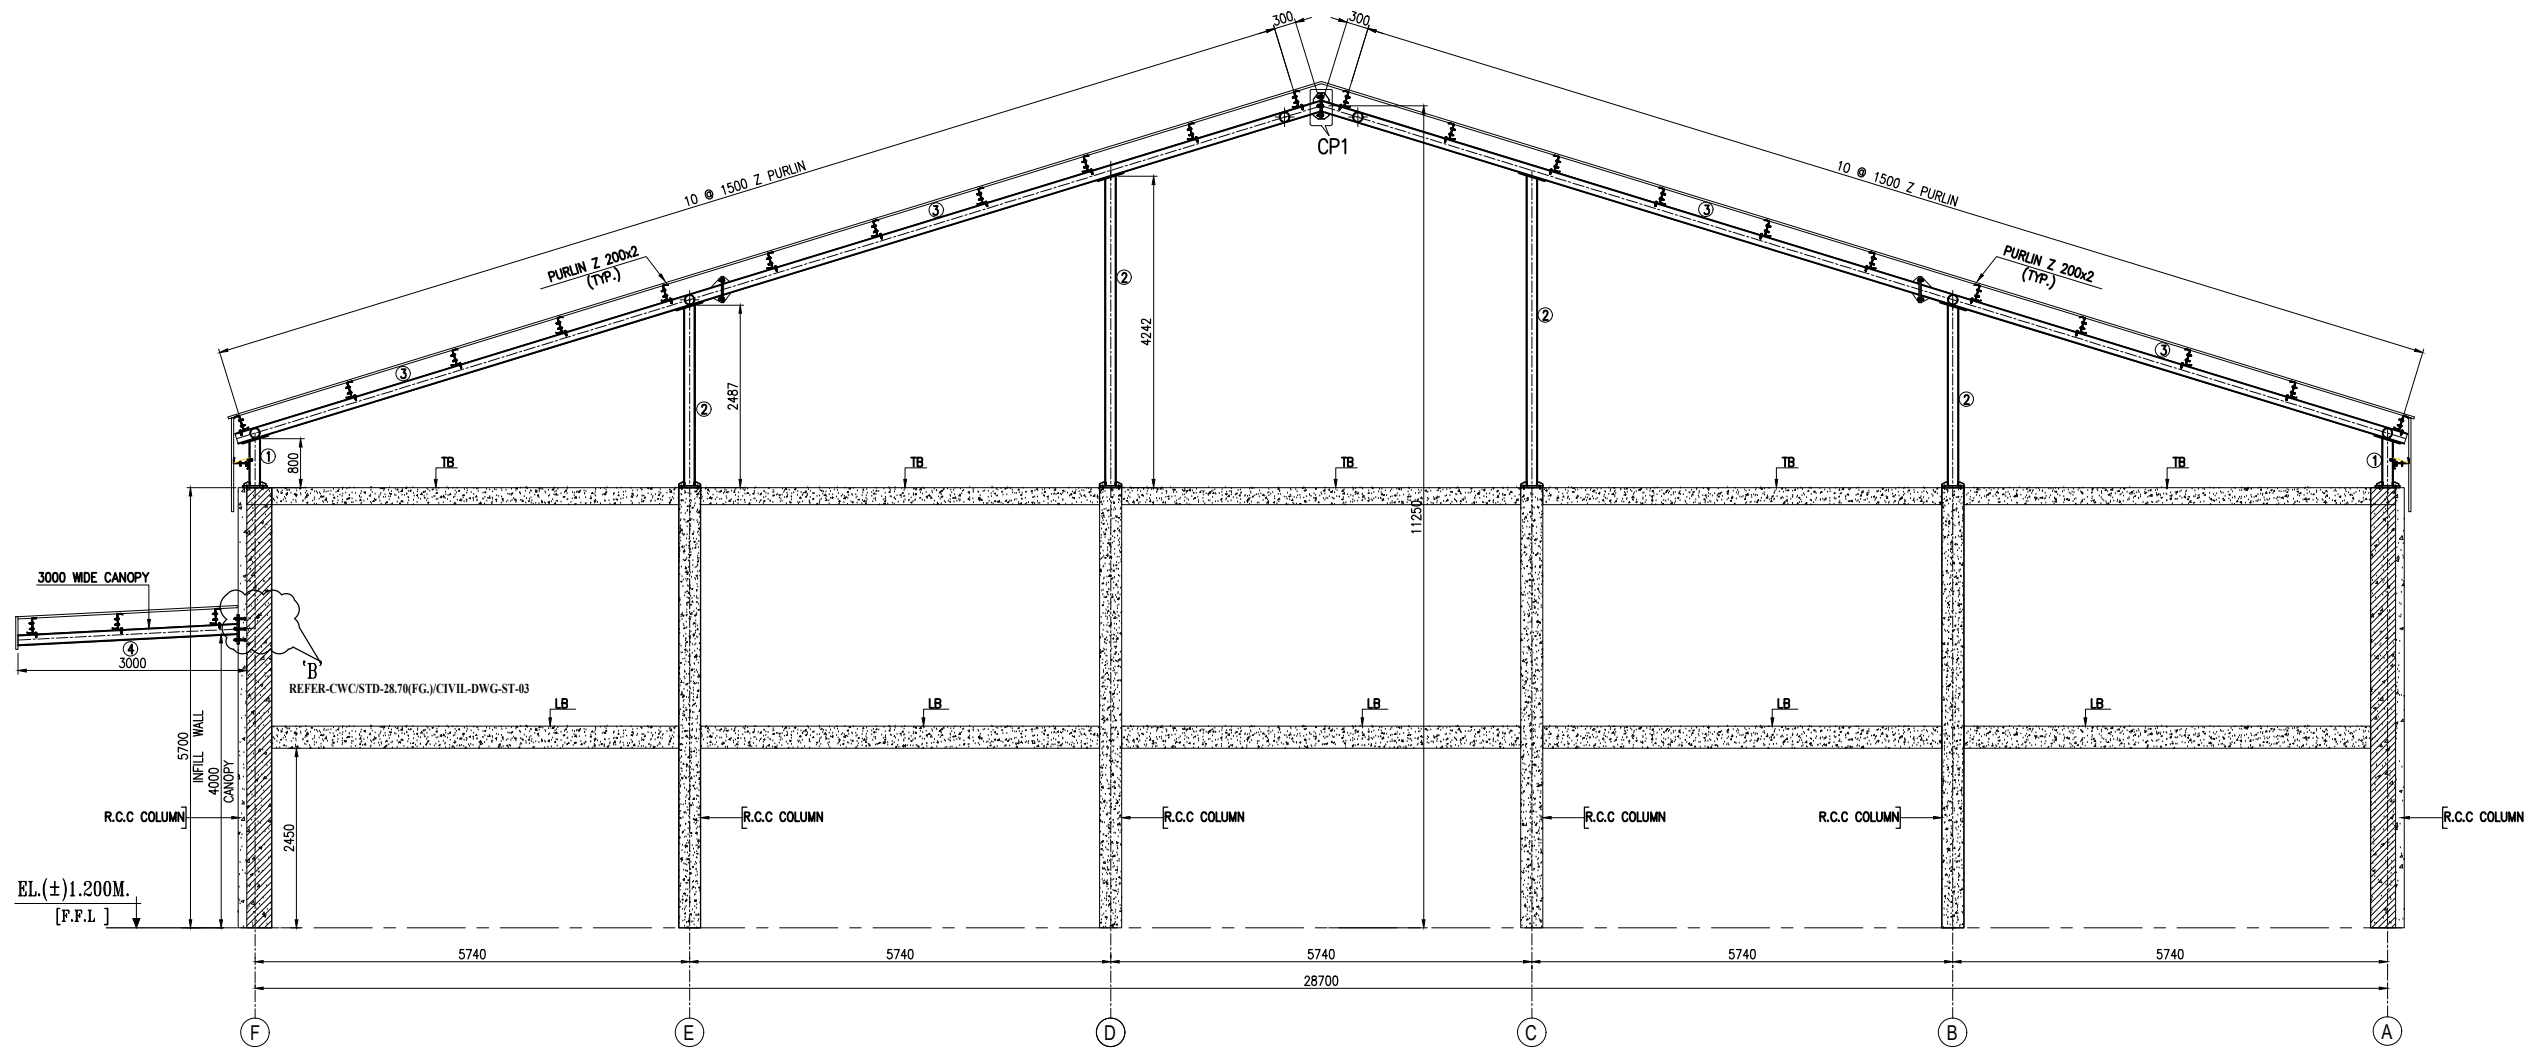 300
300
10 @ 1500 Z PURLIN
10 @ 1500 Z PURLIN
CP1
PURLIN Z 200x2
(TYP.)
PURLIN Z 200x2
(TYP.)
3
3
3
3
2
2
2
2
1
1
4242
2487
800
11250
TB
TB
TB
TB
TB
3000 WIDE CANOPY
4
3000
'B'
REFER-CWC/STD-28.70(FG.)/CIVIL-DWG-ST-03
LB
LB
LB
LB
LB
5700
INFILL WALL
4000
CANOPY
2450
R.C.C COLUMN
R.C.C COLUMN
R.C.C COLUMN
R.C.C COLUMN
R.C.C COLUMN
R.C.C COLUMN
EL.(±)1.200M.
[F.F.L ]
5740
5740
5740
5740
5740
28700
F
E
D
C
B
A